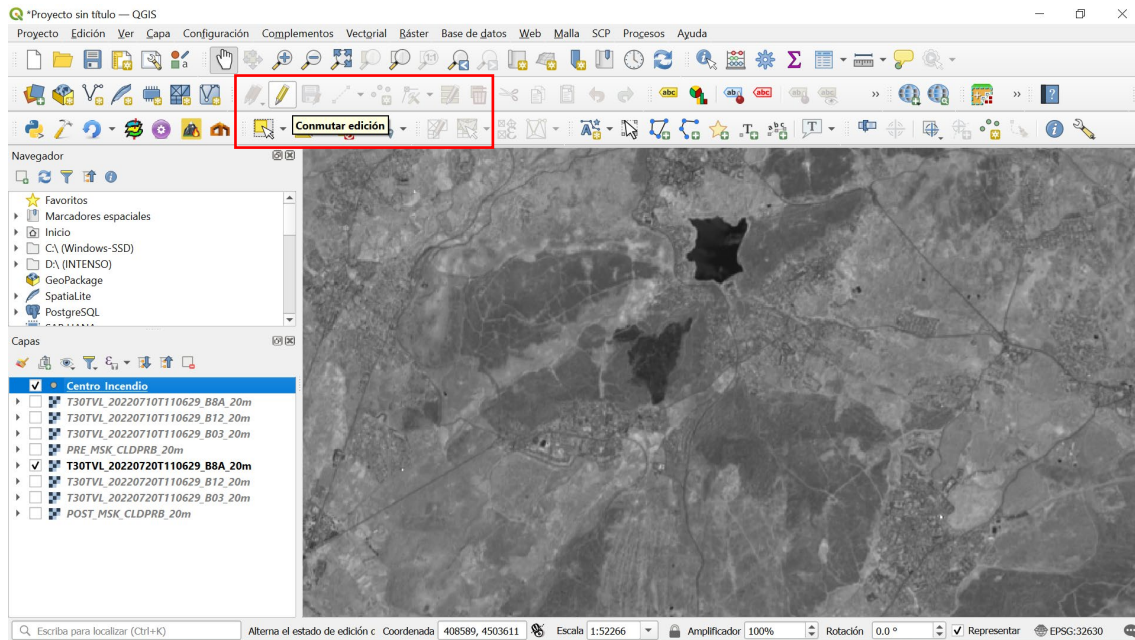 *Proyecto sin título — QGIS
Proyecto Edición Ver Capa Configuración Complementos Vectorial Ráster Base de datos Web Malla SCP Procesos Ayuda
abc abc abc
Conmutar edición
Navegador
Favoritos
Marcadores espaciales
Inicio
C:\ (Windows-SSD)
D:\ (INTENSO)
GeoPackage
SpatiaLite
PostgreSQL
Capas
Centro_Incendio
T30TVL_20220710T110629_B8A_20m
T30TVL_20220710T110629_B12_20m
T30TVL_20220710T110629_B03_20m
PRE_MSK_CLDPRB_20m
T30TVL_20220720T110629_B8A_20m
T30TVL_20220720T110629_B12_20m
T30TVL_20220720T110629_B03_20m
POST_MSK_CLDPRB_20m
Escriba para localizar (Ctrl+K) Alterna el estado de edición c Coordenada 408589, 4503611 Escala 1:52266 Amplificador 100% Rotación 0.0 ° Representar EPSG:32630